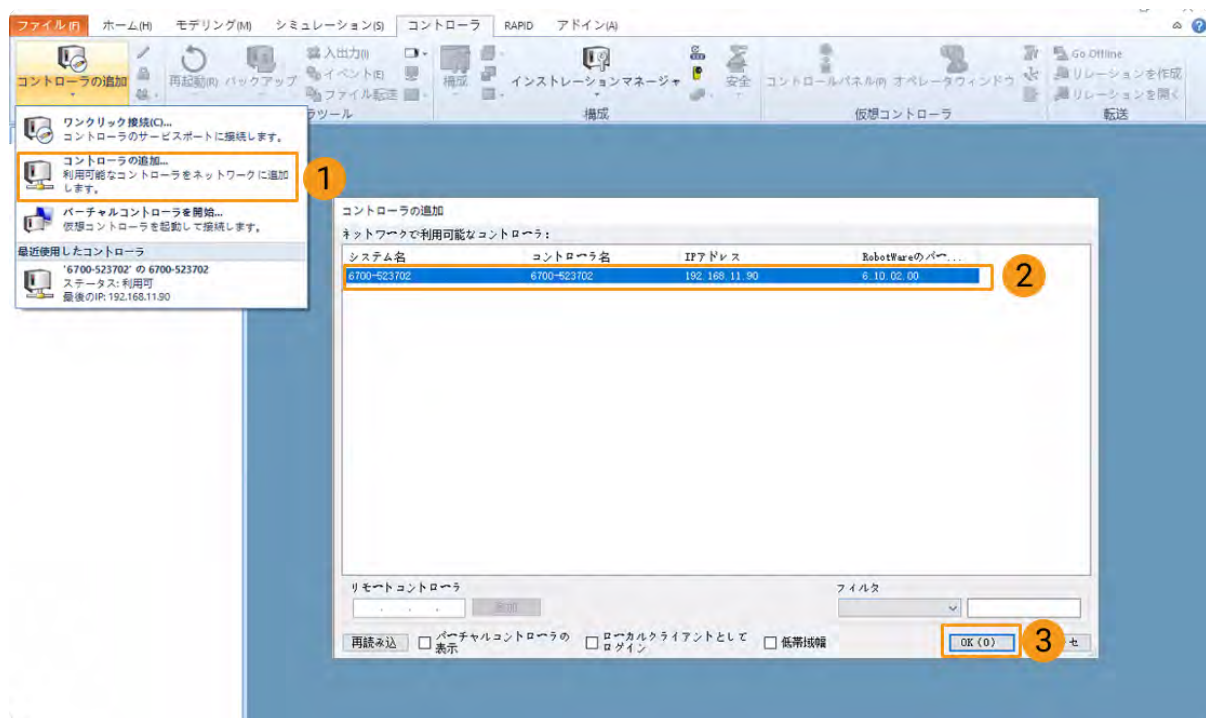 ファイル(F) ホーム(H) モデリング(M) シミュレーション(S) コントローラ RAPID アドイン(A)
コントローラの追加 再起動(R) バックアップ 入出力(I) イベント(E) ファイル転送 構成 インストレーションマネージャ 安全 コントロールパネル(M) オペレータウィンドウ Go Offline リレーションを作成 リレーションを開く
ラツール 構成 仮想コントローラ 転送
ワンクリック接続(C)...
コントローラのサービスポートに接続します。
コントローラの追加...
利用可能なコントローラをネットワークに追加
します。
1
バーチャルコントローラを開始...
仮想コントローラを起動して接続します。
最近使用したコントローラ
'6700-523702' の 6700-523702
ステータス: 利用可
最後のIP: 192.168.11.90
コントローラの追加
ネットワークで利用可能なコントローラ:
システム名 コントローラ名 IPアドレス RobotWareのバー...
6700-523702 6700-523702 192.168.11.90 6.10.02.00
2
リモートコントローラ フィルタ
追加
再読み込 バーチャルコントローラの
表示
ローカルクライアントとして
ログイン
低帯域幅
OK(O)
3
セ